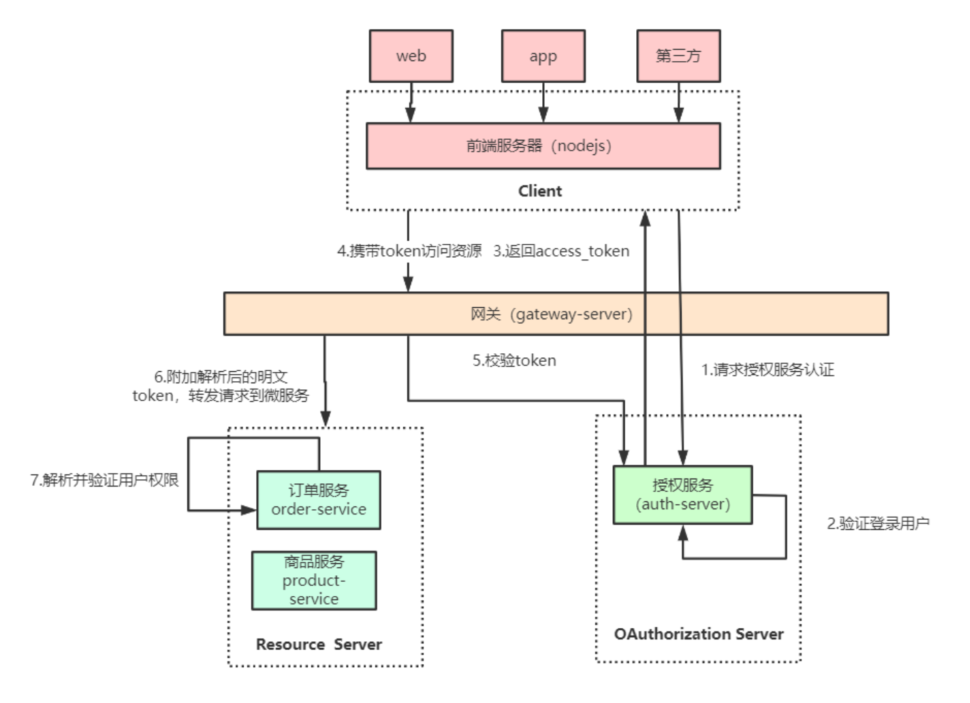 web
app
第三方
前端服务器（nodejs）
Client
4.携带token访问资源
3.返回access_token
网关（gateway-server）
5.校验token
1.请求授权服务认证
6.附加解析后的明文
token，转发请求到微服务
7.解析并验证用户权限
订单服务
order-service
授权服务
(auth-server)
2.验证登录用户
商品服务
product-
service
Resource Server
OAuthorization Server